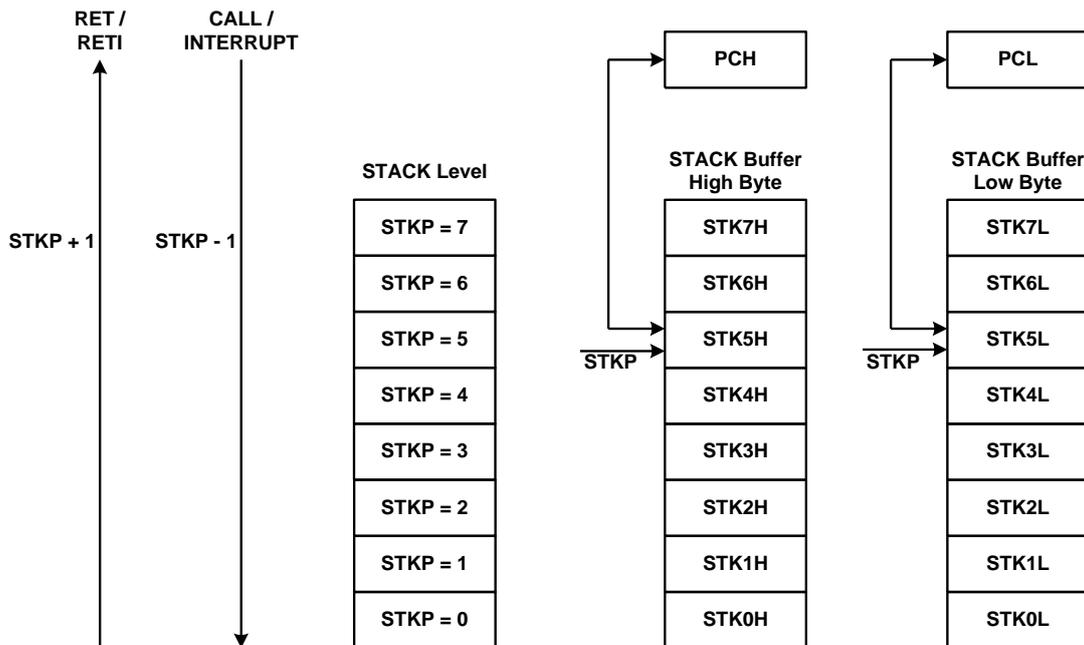 RET /
RETI
CALL /
INTERRUPT
PCH
PCL
STACK Level
STACK Buffer
High Byte
STACK Buffer
Low Byte
STKP + 1
STKP - 1
STKP = 7
STK7H
STK7L
STKP = 6
STK6H
STK6L
STKP = 5
STK5H
STK5L
STKP
STKP
STKP = 4
STK4H
STK4L
STKP = 3
STK3H
STK3L
STKP = 2
STK2H
STK2L
STKP = 1
STK1H
STK1L
STKP = 0
STK0H
STK0L